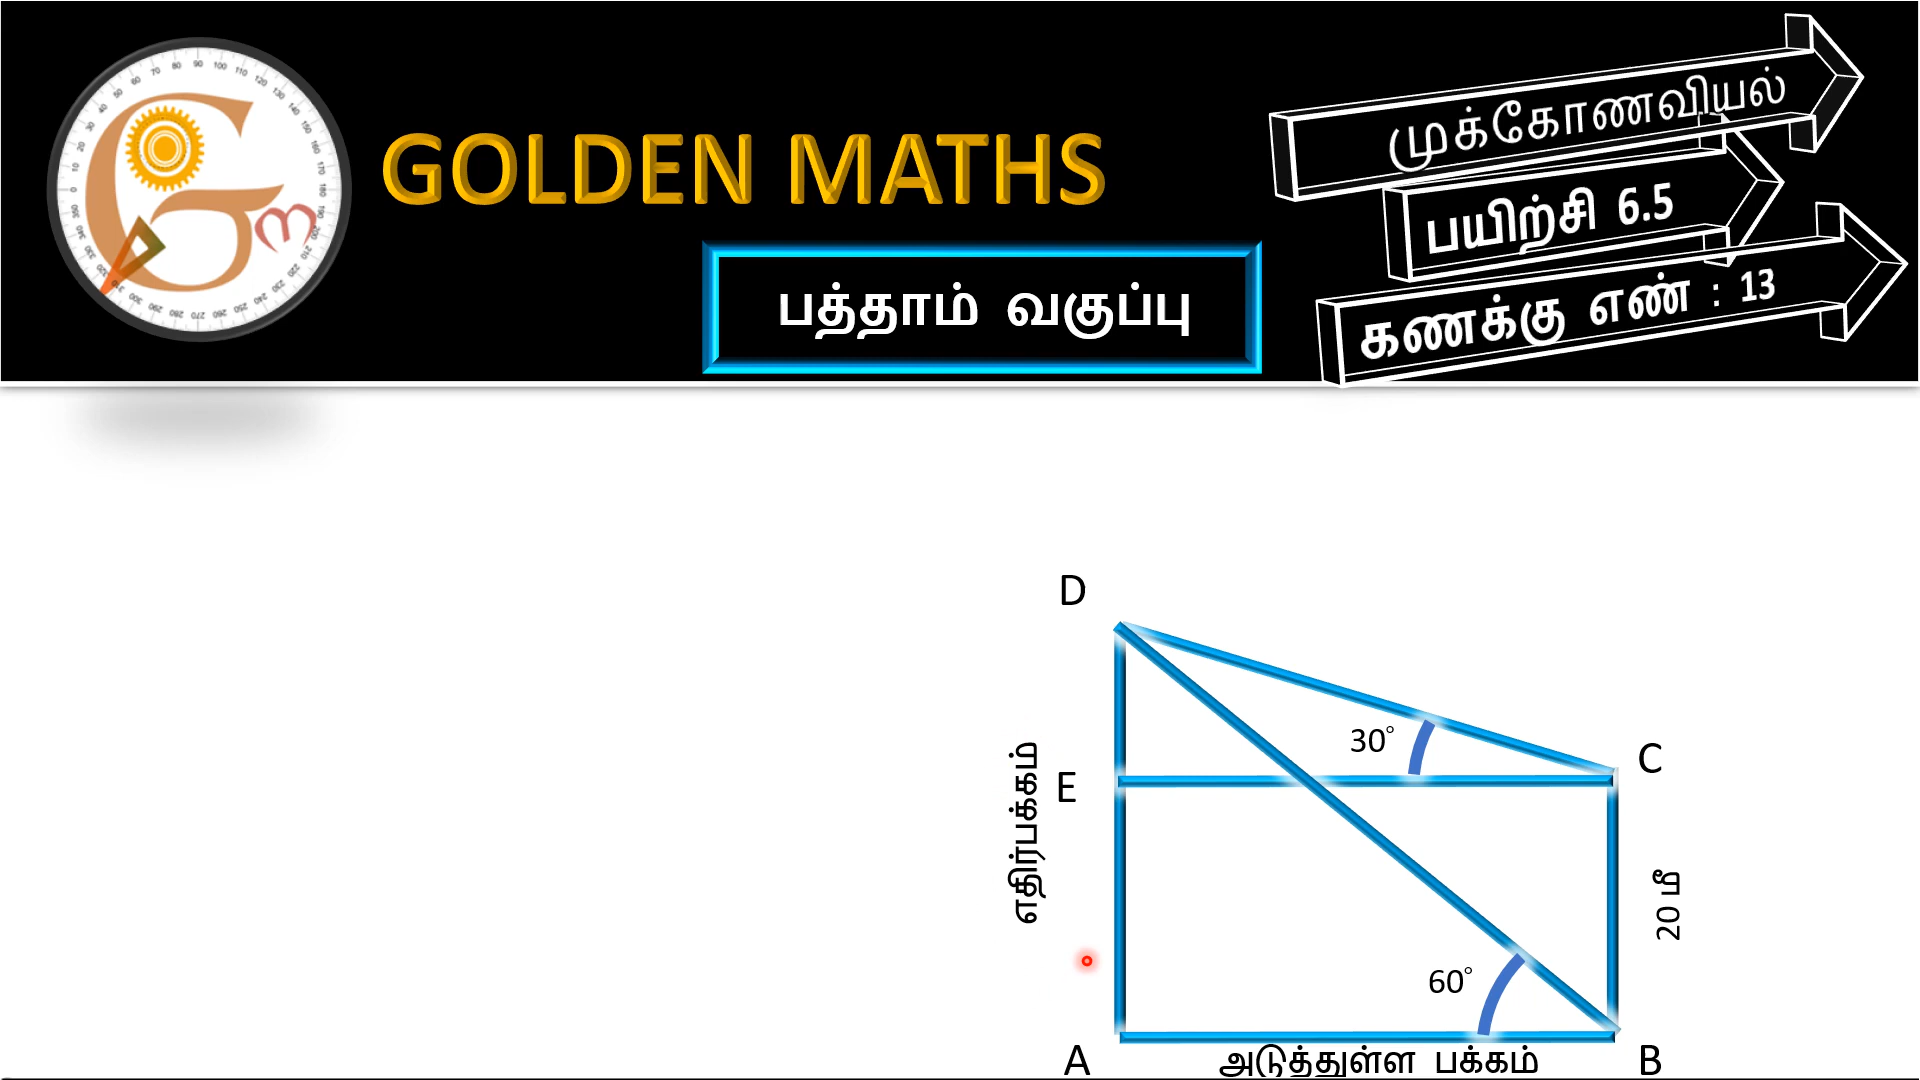 GOLDEN MATHS
பத்தாம் வகுப்பு
முக்கோணவியல்
பயிற்சி 6.5
கணக்கு எண் : 13
D
30°
C
E
எதிர்பக்கம்
20 மீ
60°
A
அடுத்துள்ள பக்கம்
B